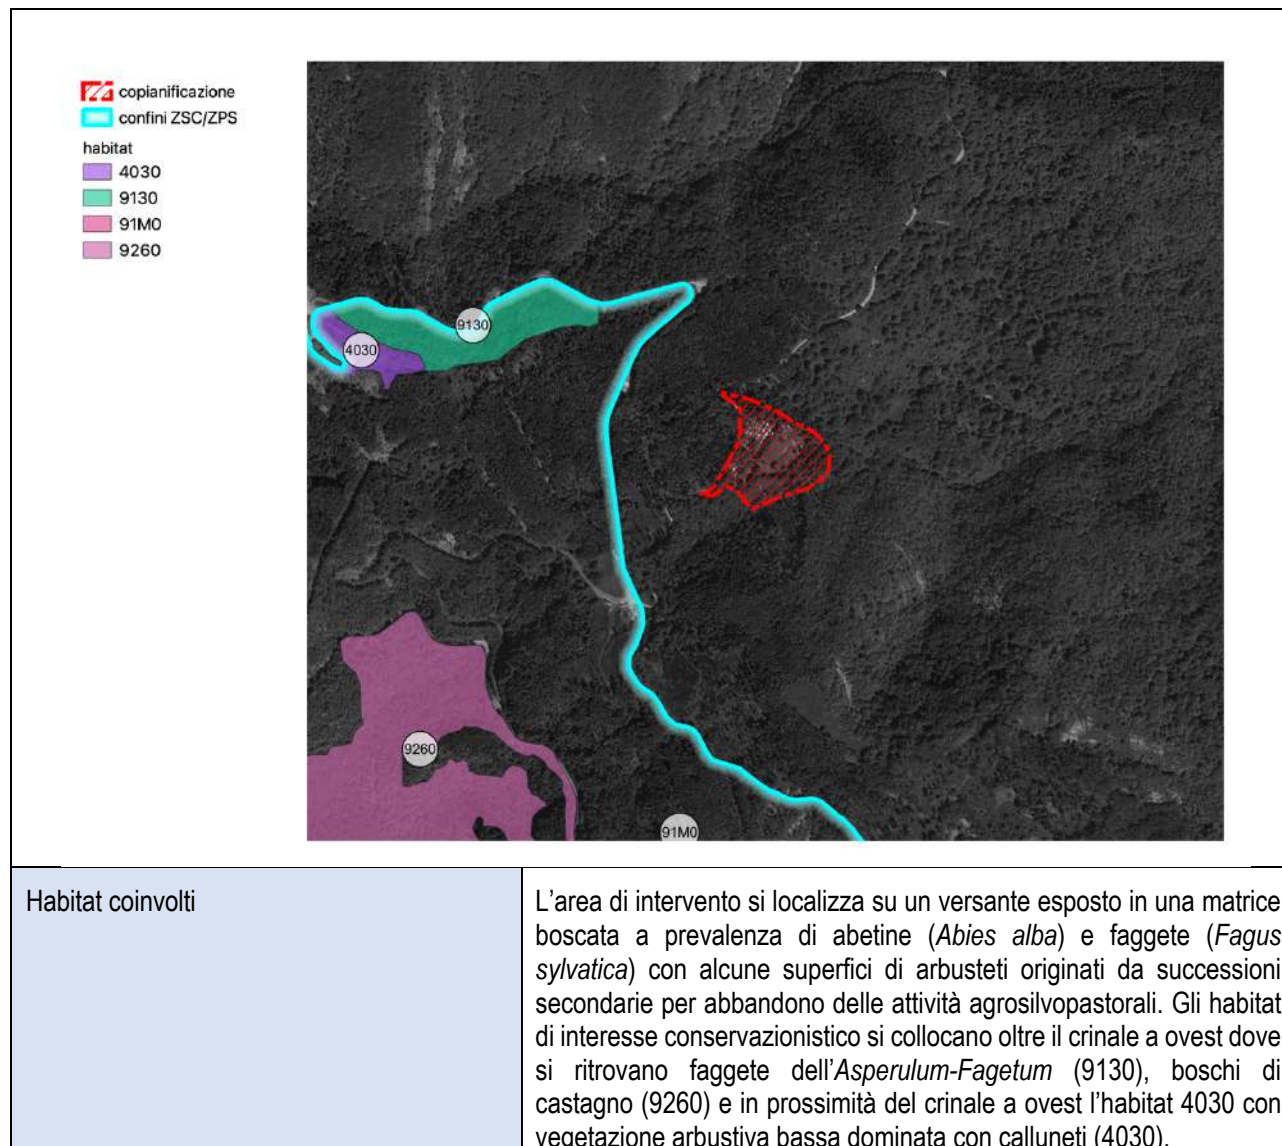 copianificazione
confini ZSC/ZPS
habitat
4030
9130
91M0
9260
9130
4030
9260
91M0
Habitat coinvolti
L'area di intervento si localizza su un versante esposto in una matrice
boscata a prevalenza di abetine (Abies alba) e faggete (Fagus
sylvatica) con alcune superfici di arbusteti originati da successioni
secondarie per abbandono delle attività agrosilvopastorali. Gli habitat
di interesse conservazionistico si collocano oltre il crinale a ovest dove
si ritrovano faggete dell'Asperulum-Fagetum (9130), boschi di
castagno (9260) e in prossimità del crinale a ovest l'habitat 4030 con
vegetazione arbustiva bassa dominata con calluneti (4030).